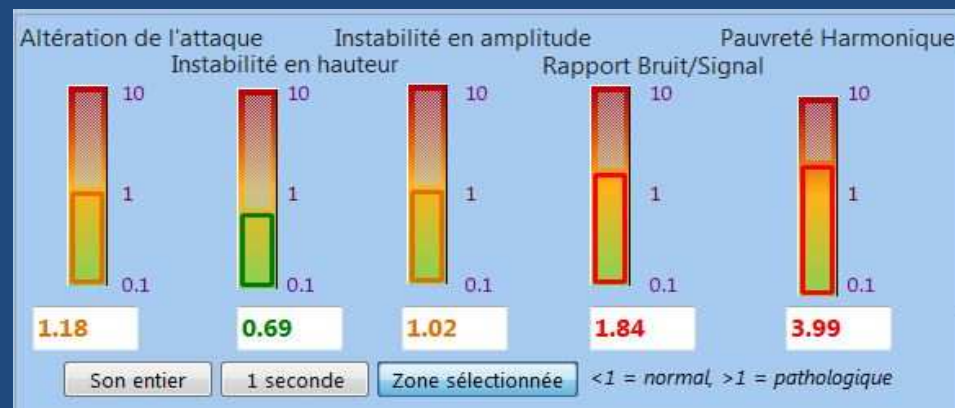 Altération de l'attaque Instabilité en amplitude Pauvreté Harmonique
Instabilité en hauteur Rapport Bruit/Signal
10 10 10 10 10
1 1 1 1 1
0.1 0.1 0.1 0.1 0.1
1.18 0.69 1.02 1.84 3.99
Son entier 1 seconde Zone sélectionnée <1 = normal, >1 = pathologique